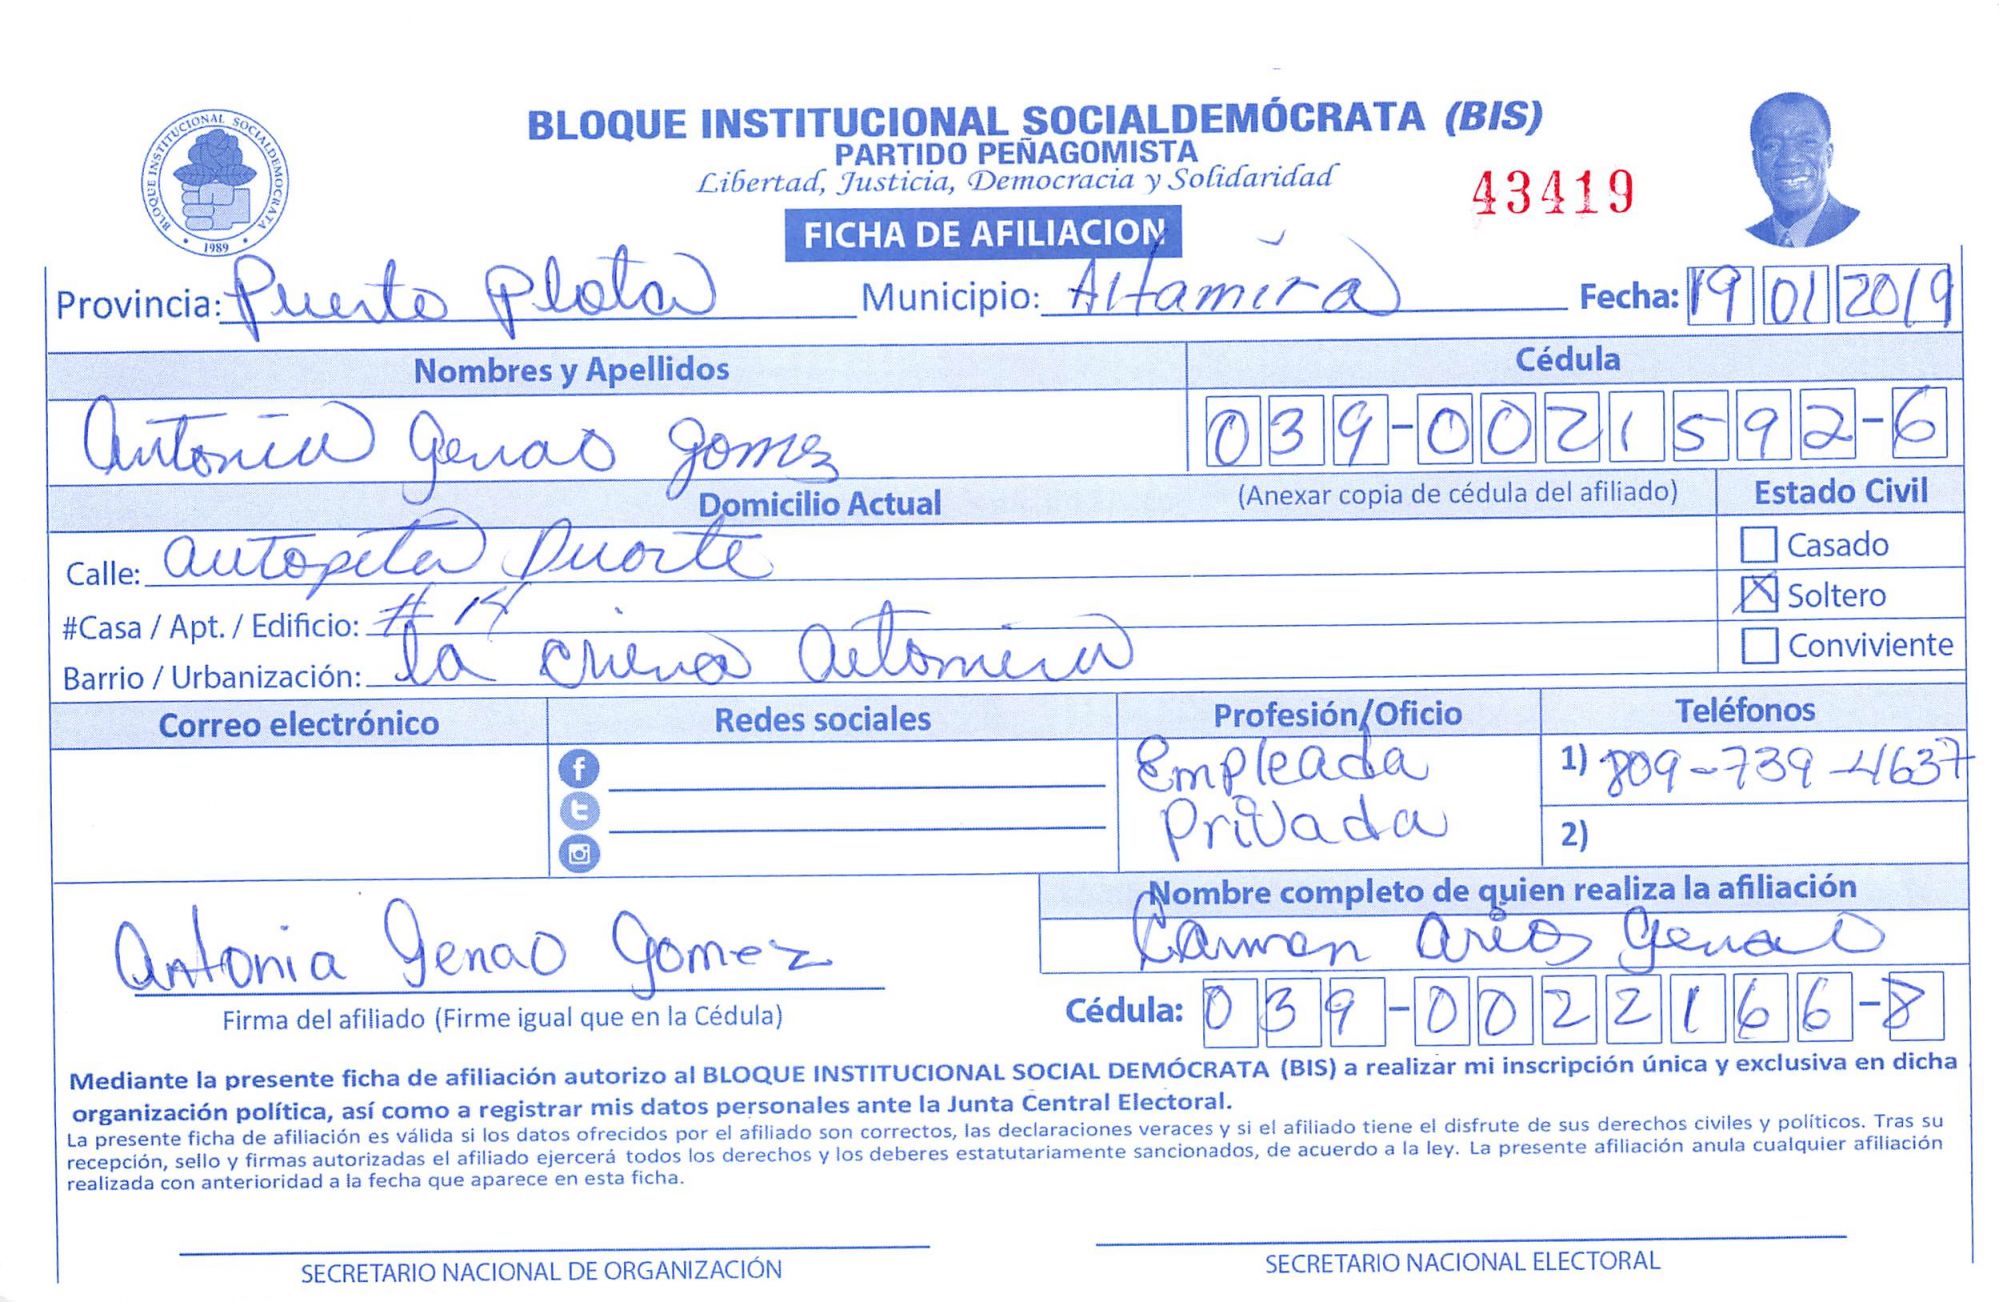 BLOQUE INSTITUCIONAL SOCIALDEMÓCRATA (BIS)
PARTIDO PEÑAGOMISTA
Libertad, Justicia, Democracia y Solidaridad
43419
BLOQUE INSTITUCIONAL SOCIALDEMOCRATA
• 1989 •
FICHA DE AFILIACION
Provincia: Puerto Plata Municipio: Altamira Fecha: 19 01 2019
Nombres y Apellidos Cédula
Antonia Genao Gomez 039-0021592-6
Domicilio Actual (Anexar copia de cédula del afiliado) Estado Civil
Calle: autopeta Duarte Casado
#Casa / Apt. / Edificio: # 14 Soltero
Barrio / Urbanización: la Conviviente
Correo electrónico Redes sociales Profesión/Oficio Teléfonos
Empleada 1) 809-739-4637
Privada 2)
Nombre completo de quien realiza la afiliación
Antonia Genao Gomez Carmen Arias Genao
Firma del afiliado (Firme igual que en la Cédula) Cédula: 039-0022166-8
Mediante la presente ficha de afiliación autorizo al BLOQUE INSTITUCIONAL SOCIAL DEMÓCRATA (BIS) a realizar mi inscripción única y exclusiva en dicha
organización política, así como a registrar mis datos personales ante la Junta Central Electoral.
La presente ficha de afiliación es válida si los datos ofrecidos por el afiliado son correctos, las declaraciones veraces y si el afiliado tiene el disfrute de sus derechos civiles y políticos. Tras su
recepción, sello y firmas autorizadas el afiliado ejercerá todos los derechos y los deberes estatutariamente sancionados, de acuerdo a la ley. La presente afiliación anula cualquier afiliación
realizada con anterioridad a la fecha que aparece en esta ficha.
SECRETARIO NACIONAL DE ORGANIZACIÓN SECRETARIO NACIONAL ELECTORAL